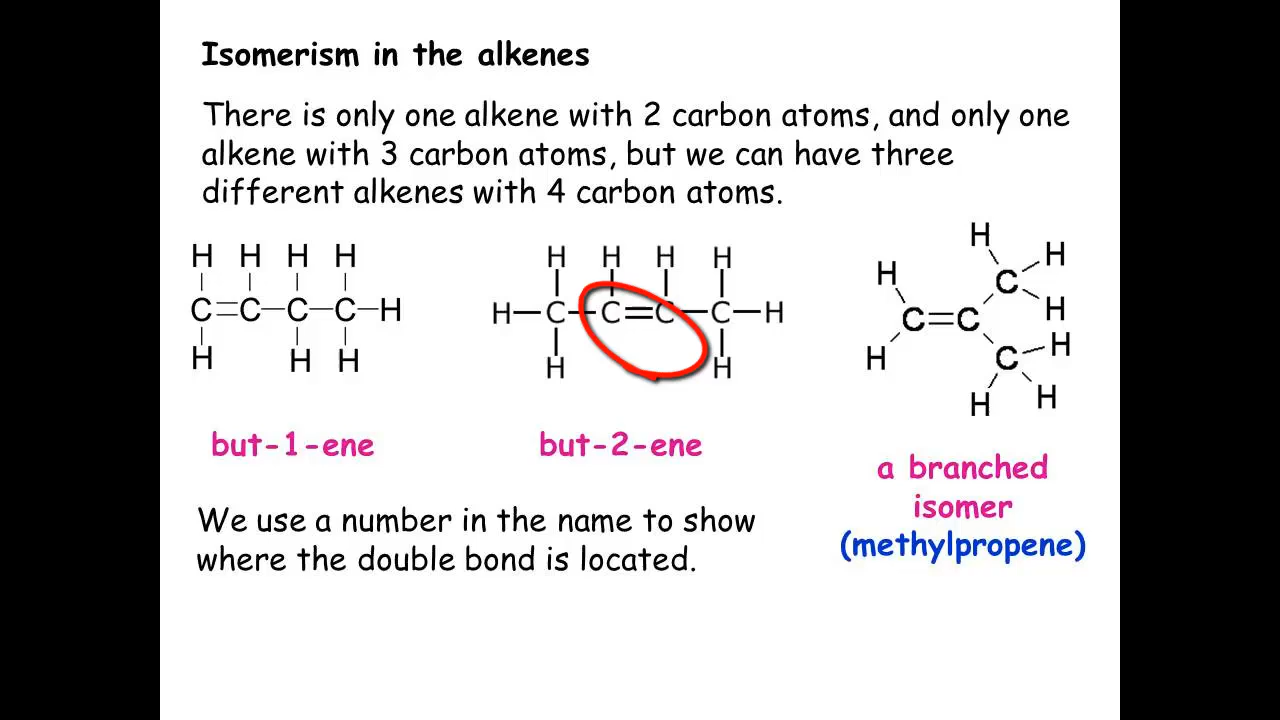 Isomerism in the alkenes
There is only one alkene with 2 carbon atoms, and only one
alkene with 3 carbon atoms, but we can have three
different alkenes with 4 carbon atoms.
H H H H
C=C-C-C-H
H H H
but-1-ene
H H H H
H-C-C=C-C-H
H H
but-2-ene
H H
H C
H
C=C
H C H
H H
a branched
isomer
(methylpropene)
We use a number in the name to show
where the double bond is located.